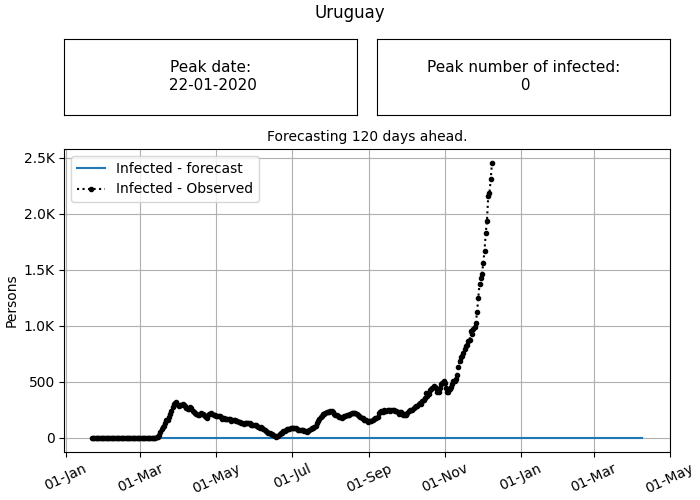 Uruguay
Peak date:
22-01-2020
Peak number of infected:
0
Forecasting 120 days ahead.
Infected - forecast
Infected - Observed
2.5K
2.0K
1.5K
1.0K
500
0
Persons
01-Jan
01-Mar
01-May
01-Jul
01-Sep
01-Nov
01-Jan
01-Mar
01-May